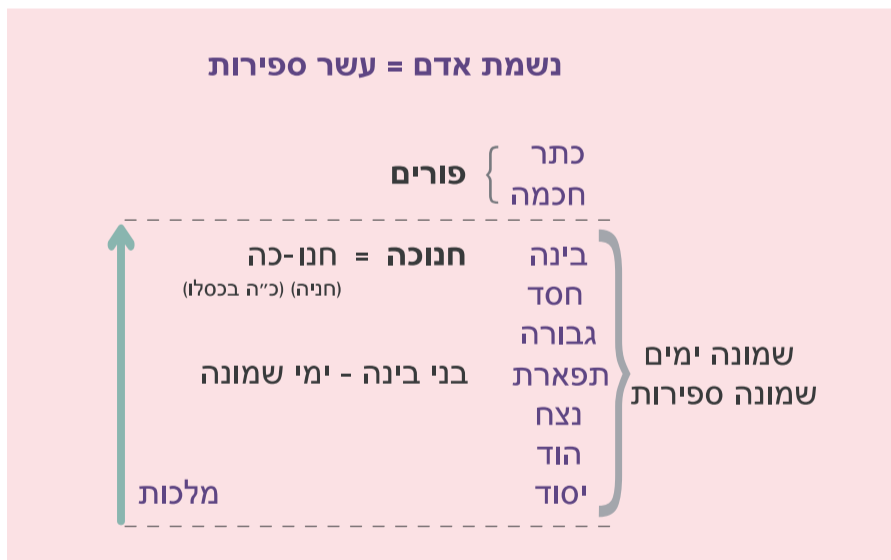 נשמת אדם = עשר ספירות
כתר
חכמה
פורים
בינה
חנוכה = חנו-כה
(חניה) (כ״ה בכסלו)
חסד
גבורה
תפארת
בני בינה - ימי שמונה
נצח
הוד
יסוד
מלכות
שמונה ימים
שמונה ספירות